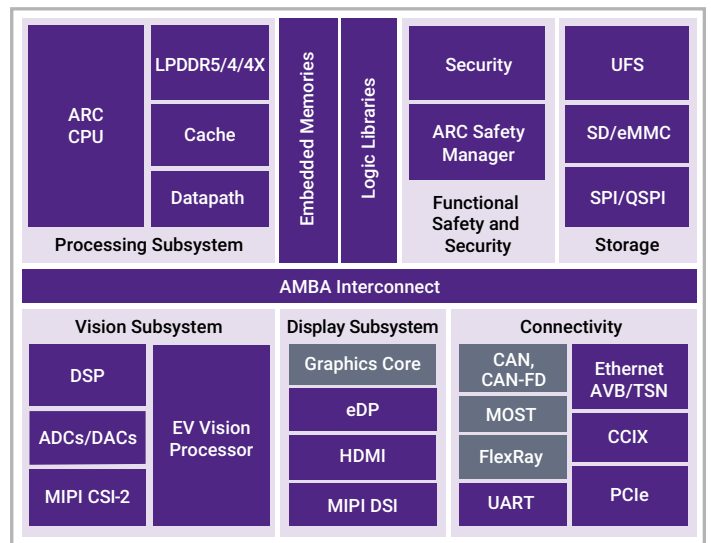 ARC
CPU
LPDDR5/4/4X
Cache
Datapath
Processing Subsystem
Embedded Memories
Logic Libraries
Security
ARC Safety
Manager
Functional
Safety and
Security
UFS
SD/eMMC
SPI/QSPI
Storage
AMBA Interconnect
Vision Subsystem
DSP
ADCs/DACs
MIPI CSI-2
EV Vision
Processor
Display Subsystem
Graphics Core
eDP
HDMI
MIPI DSI
Connectivity
CAN,
CAN-FD
MOST
FlexRay
UART
Ethernet
AVB/TSN
CCIX
PCIe